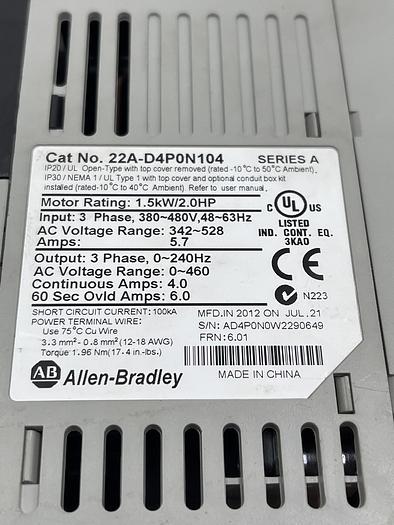 Cat No. 22A-D4P0N104 SERIES A
IP20 / UL Open-Type with top cover removed (rated -10°C to 50°C Ambient).
IP30 / NEMA 1 / UL Type 1 with top cover and optional conduit box kit
installed (rated-10°C to 40°C Ambient). Refer to user manual.
Motor Rating: 1.5kW/2.0HP
Input: 3 Phase, 380~480V,48~63Hz
AC Voltage Range: 342~528
Amps: 5.7
Output: 3 Phase, 0~240Hz
AC Voltage Range: 0~460
Continuous Amps: 4.0
60 Sec Ovld Amps: 6.0
C UL US
LISTED
IND. CONT. EQ.
3KA0
CE
N223
SHORT CIRCUIT CURRENT: 100kA
POWER TERMINAL WIRE:
Use 75°C Cu Wire
3.3 mm² - 0.8 mm² (12-18 AWG)
Torque 1.96 Nm(17.4 in.-lbs.)
MFD.IN 2012 ON JUL.21
S/N: AD4P0N0W2290649
FRN: 6.01
AB Allen-Bradley
MADE IN CHINA